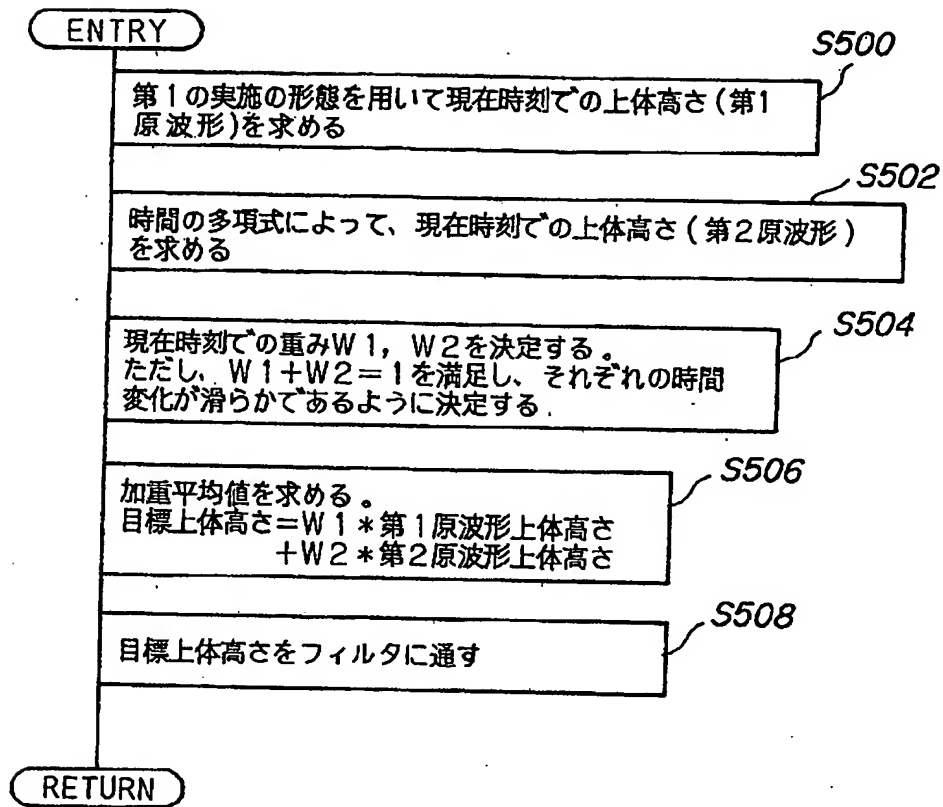 ENTRY
S500
第1の実施の形態を用いて現在時刻での上体高さ(第1
原波形)を求める
S502
時間の多項式によって、現在時刻での上体高さ(第2原波形)
を求める
S504
現在時刻での重みW1，W2を決定する。
ただし、W1+W2=1を満足し、それぞれの時間
変化が滑らかであるように決定する.
S506
加重平均値を求める。
目標上体高さ=W1*第1原波形上体高さ
+W2*第2原波形上体高さ
S508
目標上体高さをフィルタに通す
RETURN